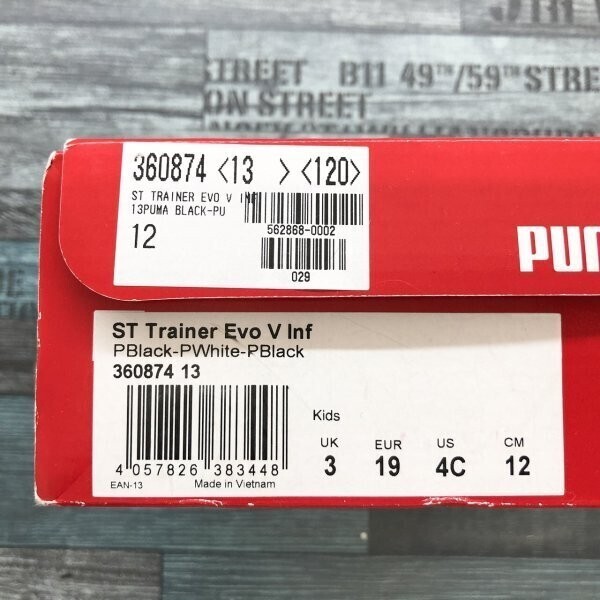 STREET B11 49TH/59TH STRE
ON-STREET
360874 <13 > <120>
ST TRAINER EVO V INF
13PUMA BLACK-PU
562868-0002
12
029
PUM
ST Trainer Evo V Inf
PBlack-PWhite-PBlack
360874 13
Kids
UK EUR US CM
3 19 4C 12
4 057826 383448
EAN-13 Made in Vietnam